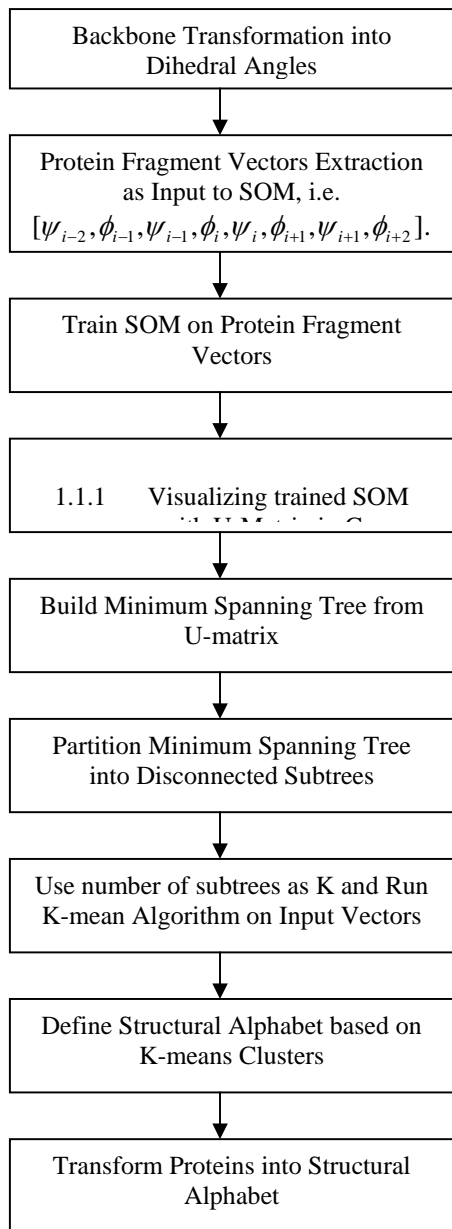 Backbone Transformation into
Dihedral Angles
Protein Fragment Vectors Extraction
as Input to SOM, i.e.
[ψ_{i−2}, ϕ_{i−1}, ψ_{i−1}, ϕ_i, ψ_i, ϕ_{i+1}, ψ_{i+1}, ϕ_{i+2}].
Train SOM on Protein Fragment
Vectors
1.1.1 Visualizing trained SOM
Build Minimum Spanning Tree from
U-matrix
Partition Minimum Spanning Tree
into Disconnected Subtrees
Use number of subtrees as K and Run
K-mean Algorithm on Input Vectors
Define Structural Alphabet based on
K-means Clusters
Transform Proteins into Structural
Alphabet